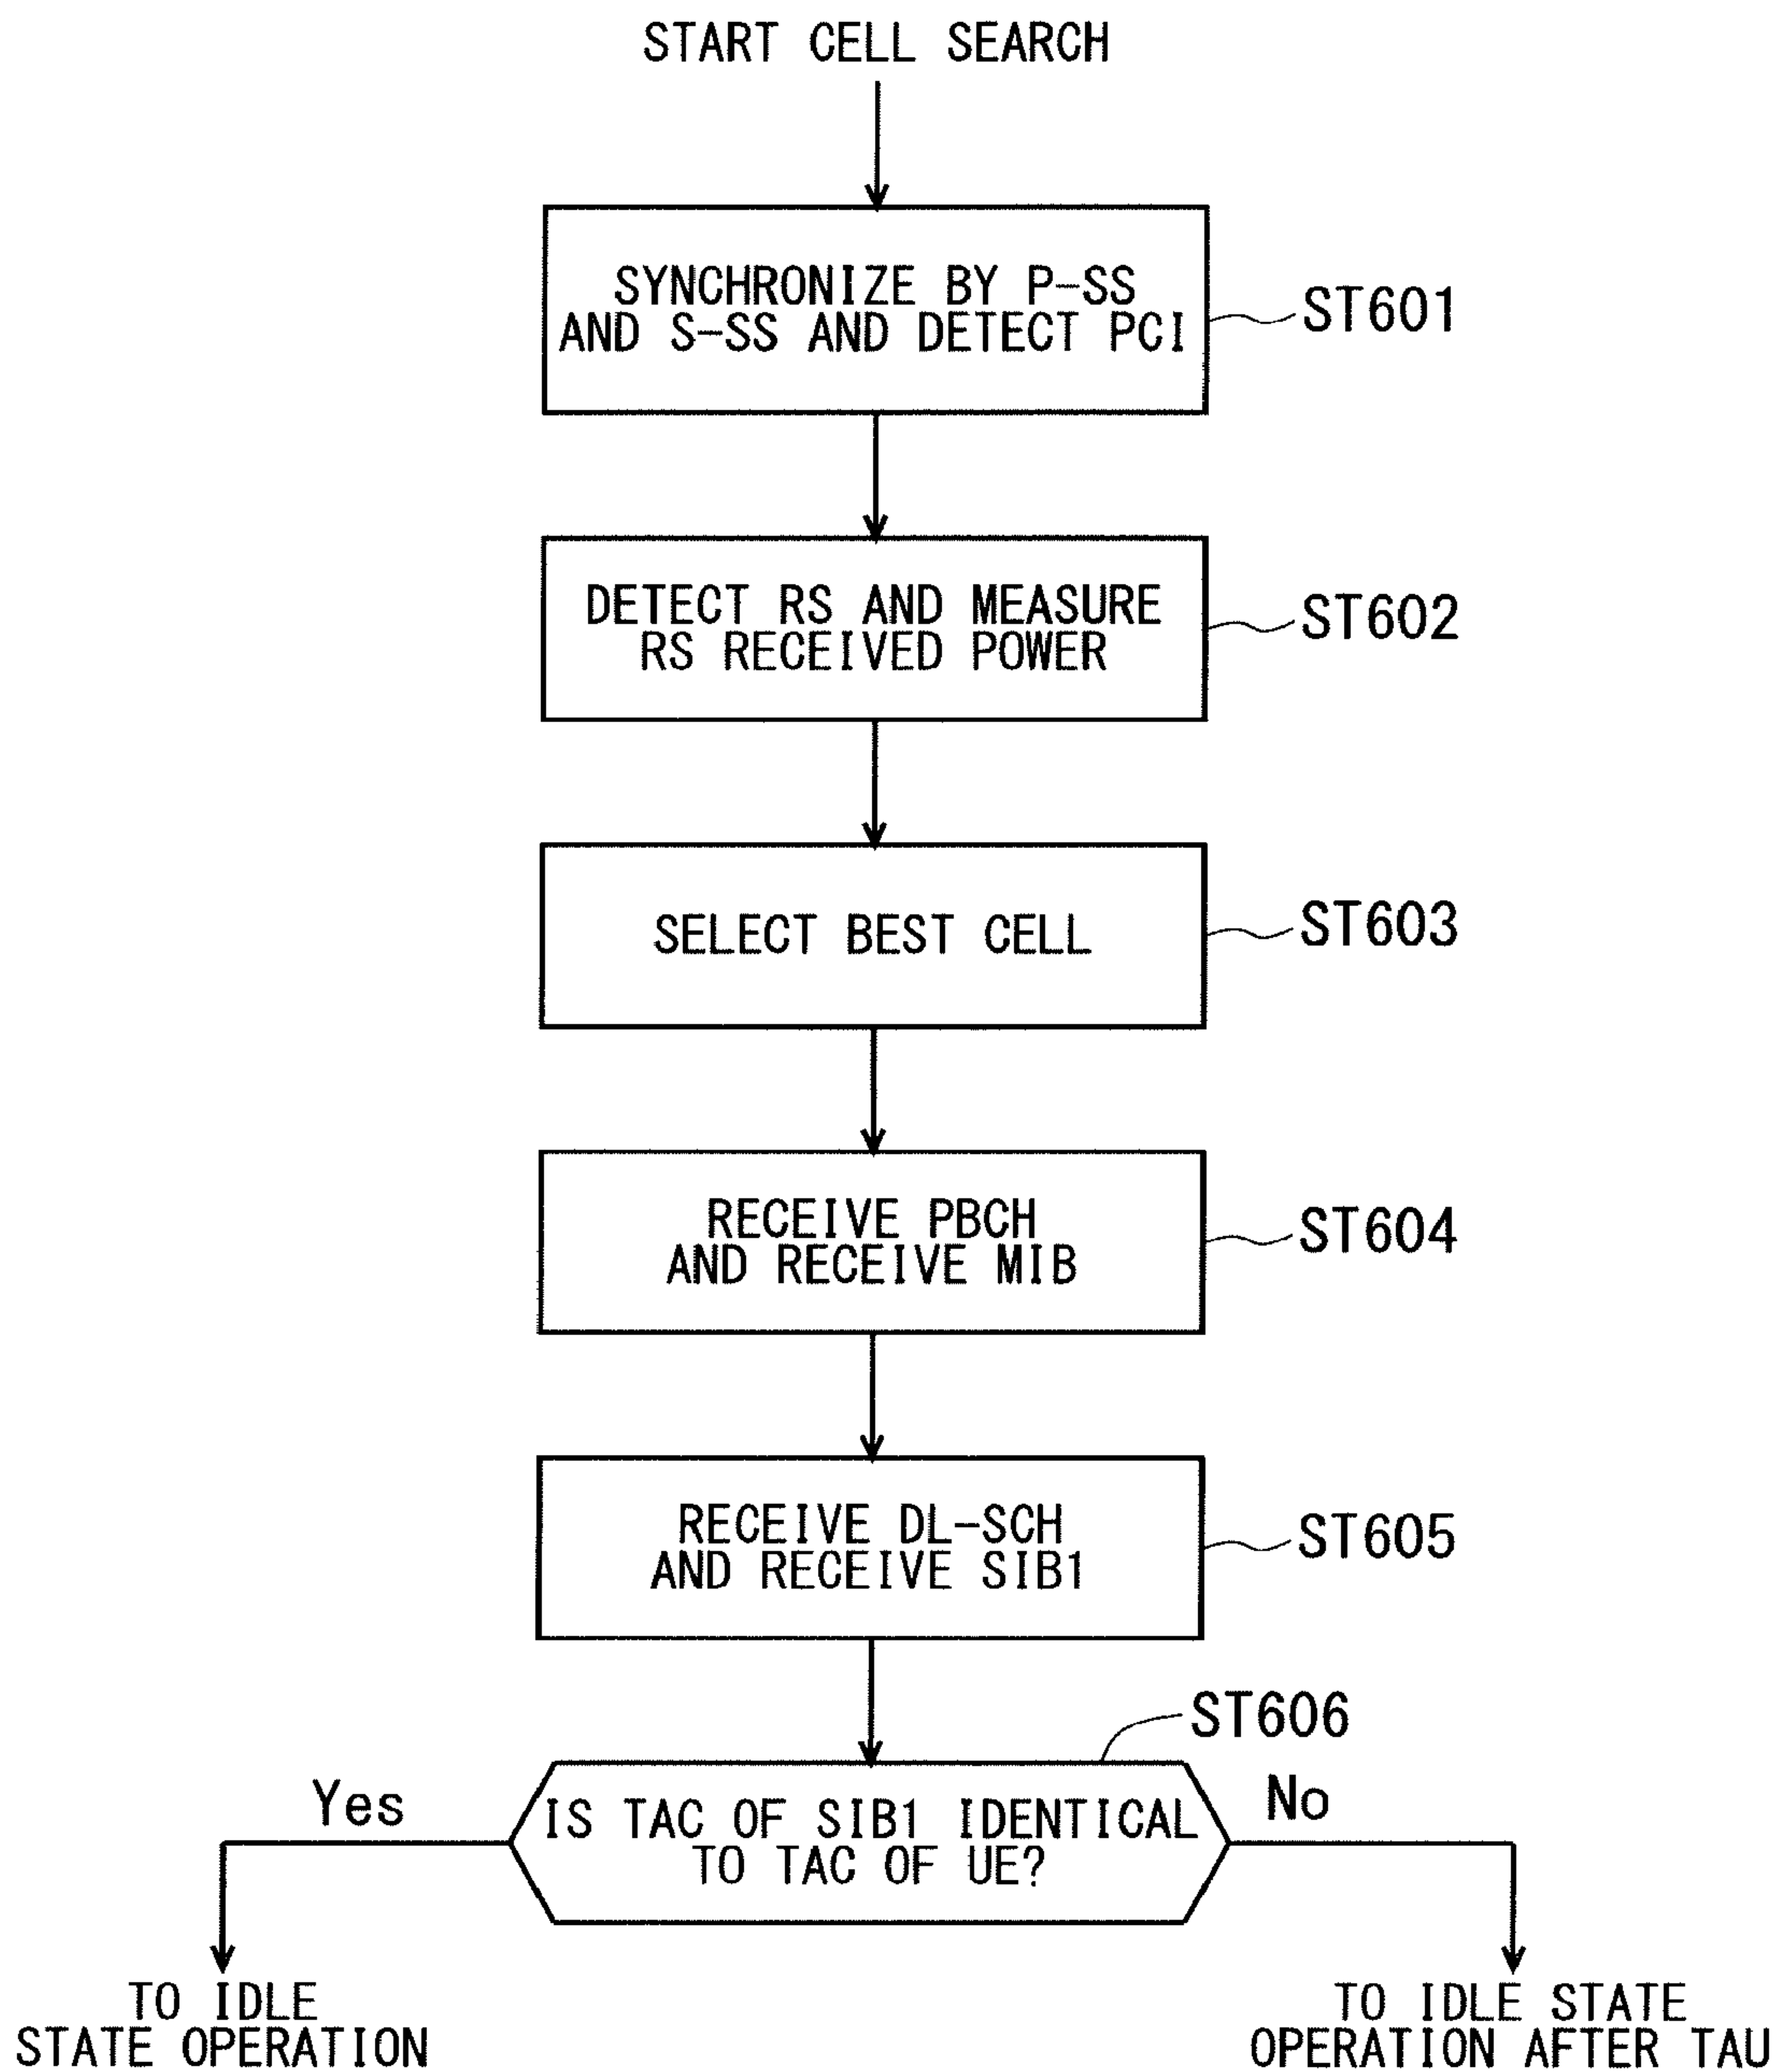 START CELL SEARCH
SYNCHRONIZE BY P-SS
AND S-SS AND DETECT PCI
ST601
DETECT RS AND MEASURE
RS RECEIVED POWER
ST602
SELECT BEST CELL
ST603
RECEIVE PBCH
AND RECEIVE MIB
ST604
RECEIVE DL-SCH
AND RECEIVE SIB1
ST605
ST606
Yes
IS TAC OF SIB1 IDENTICAL
TO TAC OF UE?
No
TO IDLE
STATE OPERATION
TO IDLE STATE
OPERATION AFTER TAU